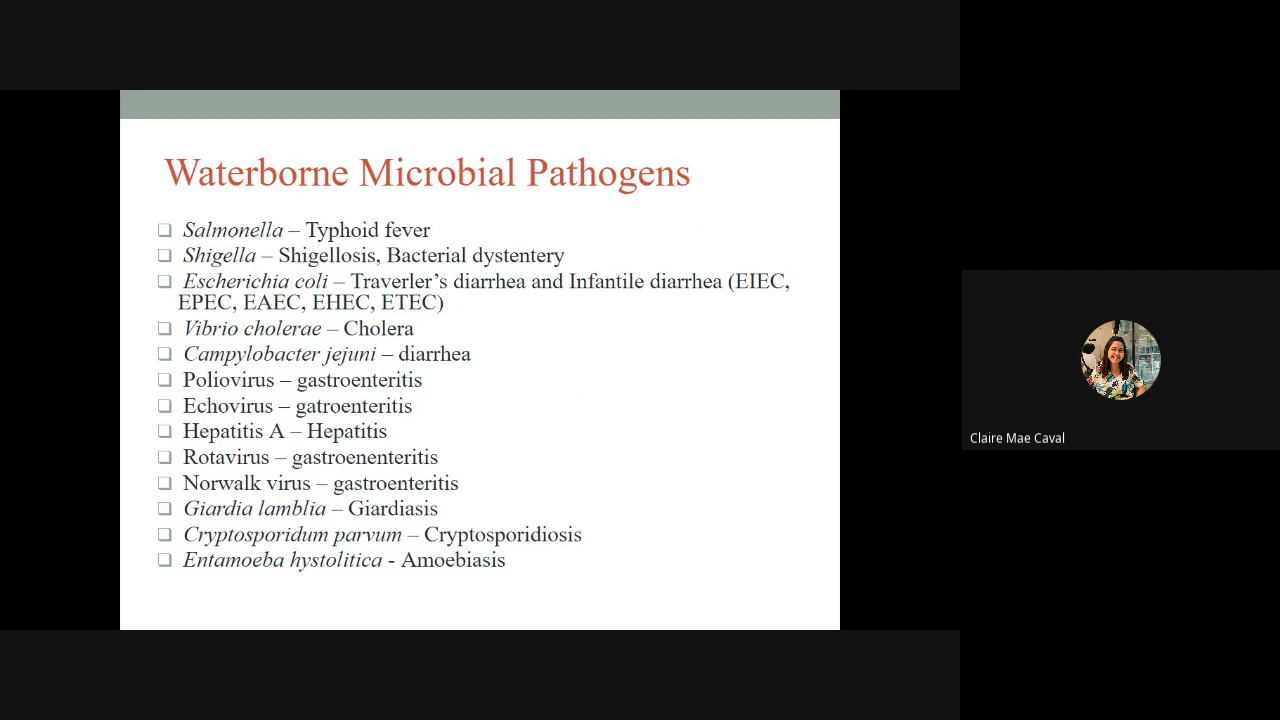 Waterborne Microbial Pathogens
❑ Salmonella – Typhoid fever
❑ Shigella – Shigellosis, Bacterial dystentery
❑ Escherichia coli – Traverler’s diarrhea and Infantile diarrhea (EIEC,
EPEC, EAEC, EHEC, ETEC)
❑ Vibrio cholerae – Cholera
❑ Campylobacter jejuni – diarrhea
❑ Poliovirus – gastroenteritis
❑ Echovirus – gatroenteritis
❑ Hepatitis A – Hepatitis
❑ Rotavirus – gastroenenteritis
❑ Norwalk virus – gastroenteritis
❑ Giardia lamblia – Giardiasis
❑ Cryptosporidum parvum – Cryptosporidiosis
❑ Entamoeba hystolitica - Amoebiasis
Claire Mae Caval